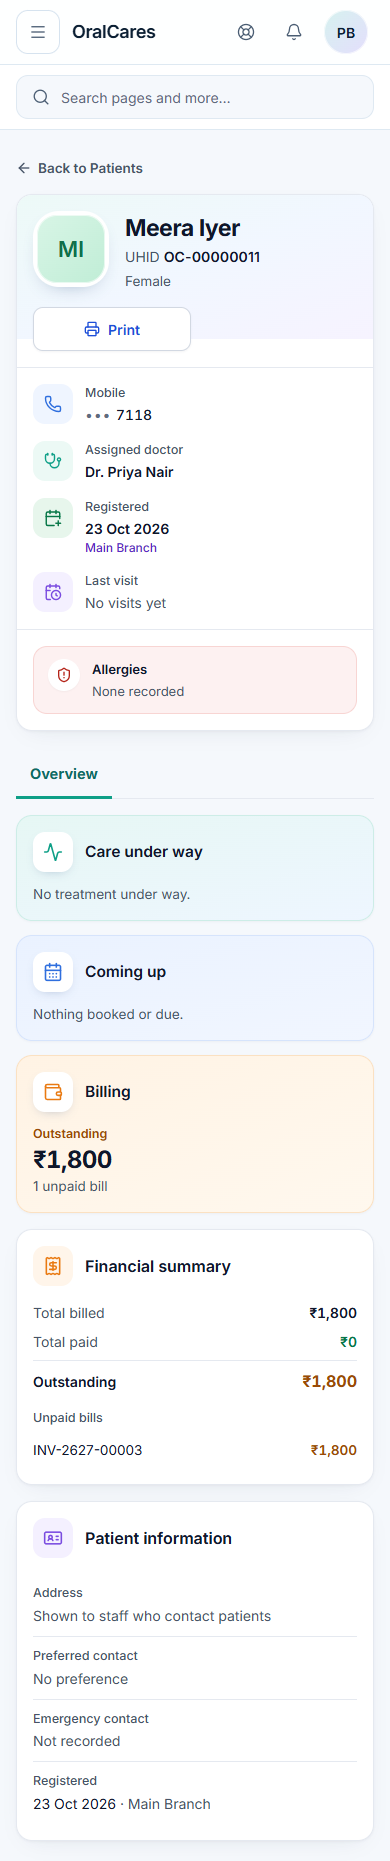 OralCares
PB
Search pages and more...
Back to Patients
MI
Meera Iyer
UHID OC-00000011
Female
Print
Mobile
••• 7118
Assigned doctor
Dr. Priya Nair
Registered
23 Oct 2026
Main Branch
Last visit
No visits yet
Allergies
None recorded
Overview
Care under way
No treatment under way.
Coming up
Nothing booked or due.
Billing
Outstanding
₹1,800
1 unpaid bill
Financial summary
Total billed ₹1,800
Total paid ₹0
Outstanding ₹1,800
Unpaid bills
INV-2627-00003 ₹1,800
Patient information
Address
Shown to staff who contact patients
Preferred contact
No preference
Emergency contact
Not recorded
Registered
23 Oct 2026 · Main Branch